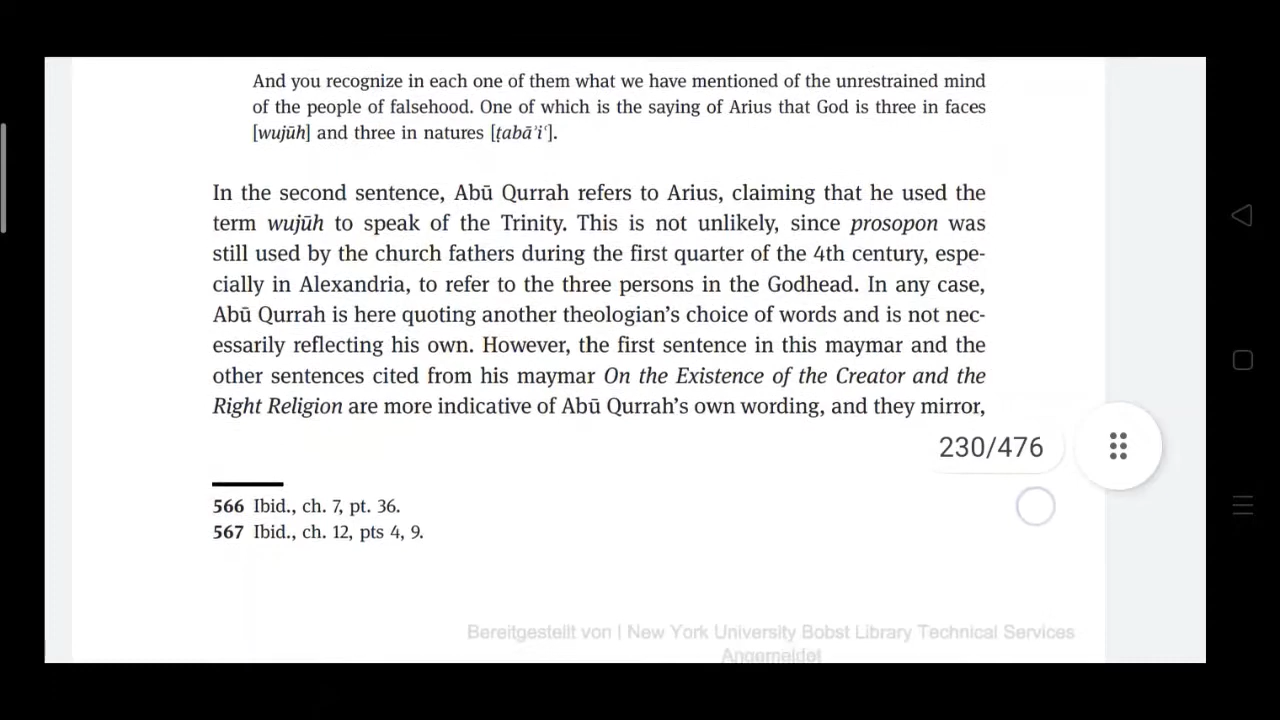 And you recognize in each one of them what we have mentioned of the unrestrained mind
of the people of falsehood. One of which is the saying of Arius that God is three in faces
[wujūh] and three in natures [ṭabāʾiʿ].
In the second sentence, Abū Qurrah refers to Arius, claiming that he used the
term wujūh to speak of the Trinity. This is not unlikely, since prosopon was
still used by the church fathers during the first quarter of the 4th century, espe-
cially in Alexandria, to refer to the three persons in the Godhead. In any case,
Abū Qurrah is here quoting another theologian’s choice of words and is not nec-
essarily reflecting his own. However, the first sentence in this maymar and the
other sentences cited from his maymar On the Existence of the Creator and the
Right Religion are more indicative of Abū Qurrah’s own wording, and they mirror,
230/476
566 Ibid., ch. 7, pt. 36.
567 Ibid., ch. 12, pts 4, 9.
Bereitgestellt von | New York University Bobst Library Technical Services
Angemeldet